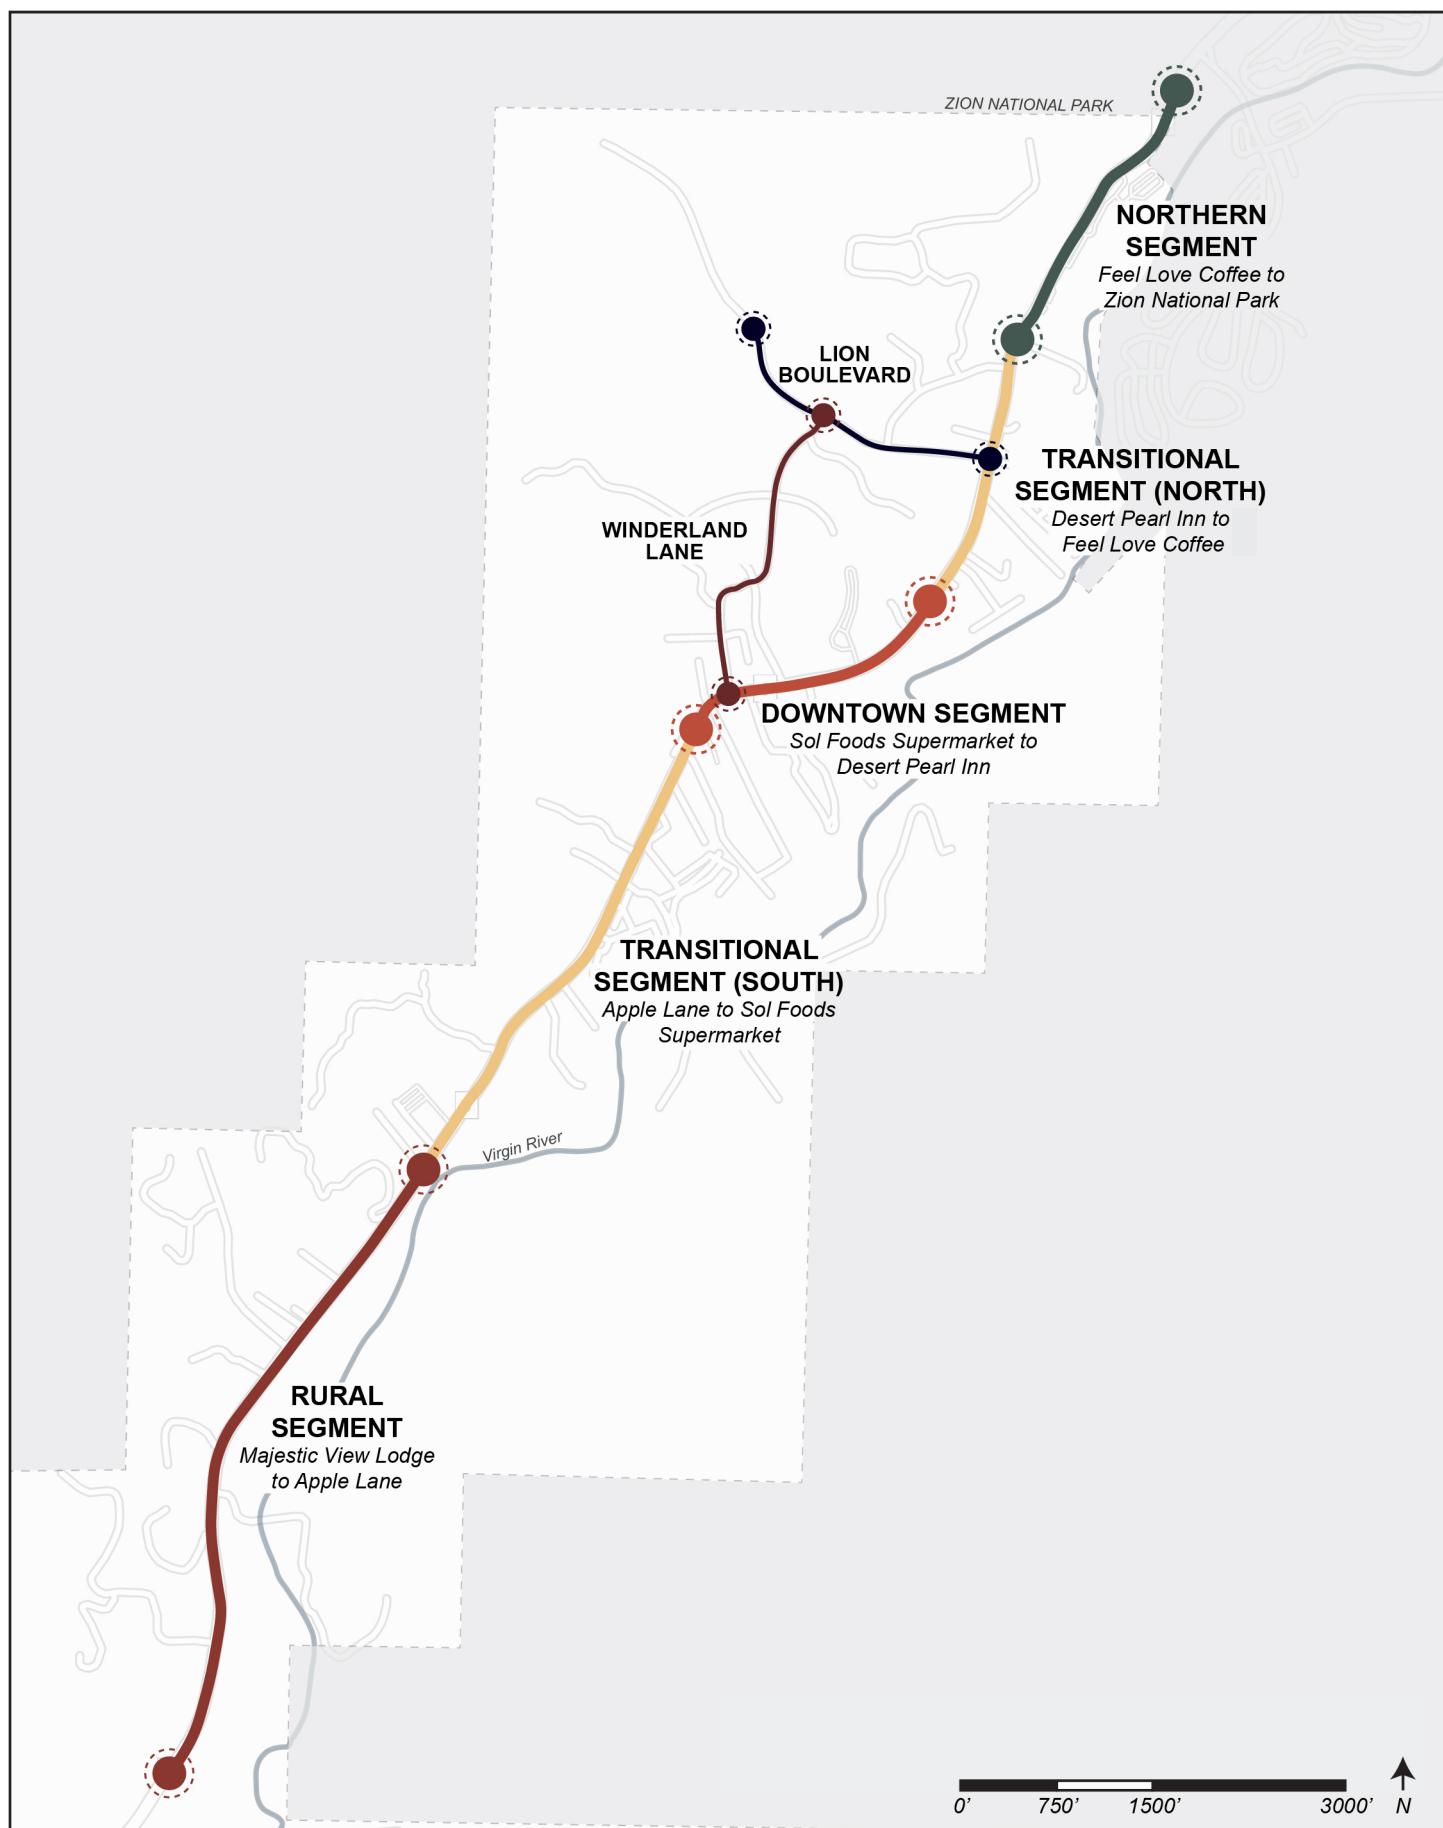 ZION NATIONAL PARK
NORTHERN
SEGMENT
Feel Love Coffee to
Zion National Park
LION
BOULEVARD
TRANSITIONAL
SEGMENT (NORTH)
Desert Pearl Inn to
Feel Love Coffee
WINDERLAND
LANE
DOWNTOWN SEGMENT
Sol Foods Supermarket to
Desert Pearl Inn
TRANSITIONAL
SEGMENT (SOUTH)
Apple Lane to Sol Foods
Supermarket
Virgin River
RURAL
SEGMENT
Majestic View Lodge
to Apple Lane
0’ 750’ 1500’ 3000’ N